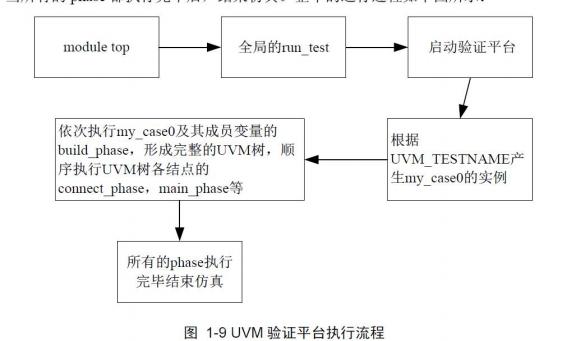 module top
全局的run_test
启动验证平台
根据
UVM_TESTNAME产
生my_case0的实例
依次执行my_case0及其成员变量的
build_phase，形成完整的UVM树，顺
序执行UVM树各结点的
connect_phase，main_phase等
所有的phase执行
完毕结束仿真
图 1-9 UVM 验证平台执行流程